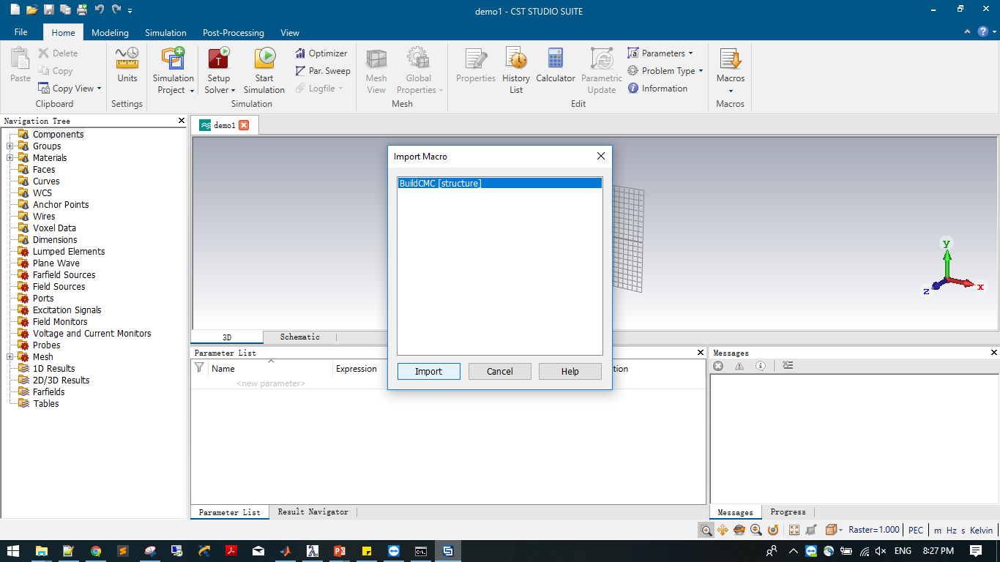 demo1 - CST STUDIO SUITE
File Home Modeling Simulation Post-Processing View
Paste
Delete
Copy
Copy View
Clipboard
Units
Settings
Simulation
Project
Setup
Solver
Start
Simulation
Optimizer
Par. Sweep
Logfile
Simulation
Mesh
View
Global
Properties
Mesh
Properties
History
List
Calculator
Parametric
Update
Parameters
Problem Type
Information
Edit
Macros
Macros
Navigation Tree
Components
Groups
Materials
Faces
Curves
WCS
Anchor Points
Wires
Voxel Data
Dimensions
Lumped Elements
Plane Wave
Farfield Sources
Field Sources
Ports
Excitation Signals
Field Monitors
Voltage and Current Monitors
Probes
Mesh
1D Results
2D/3D Results
Farfields
Tables
demo1
Import Macro
BuildCMC [structure]
Import Cancel Help
y
x
z
3D Schematic
Parameter List
Name Expression tion
<new parameter>
Parameter List Result Navigator
Messages
Messages Progress
Raster=1.000 PEC m Hz s Kelvin
ENG 8:27 PM